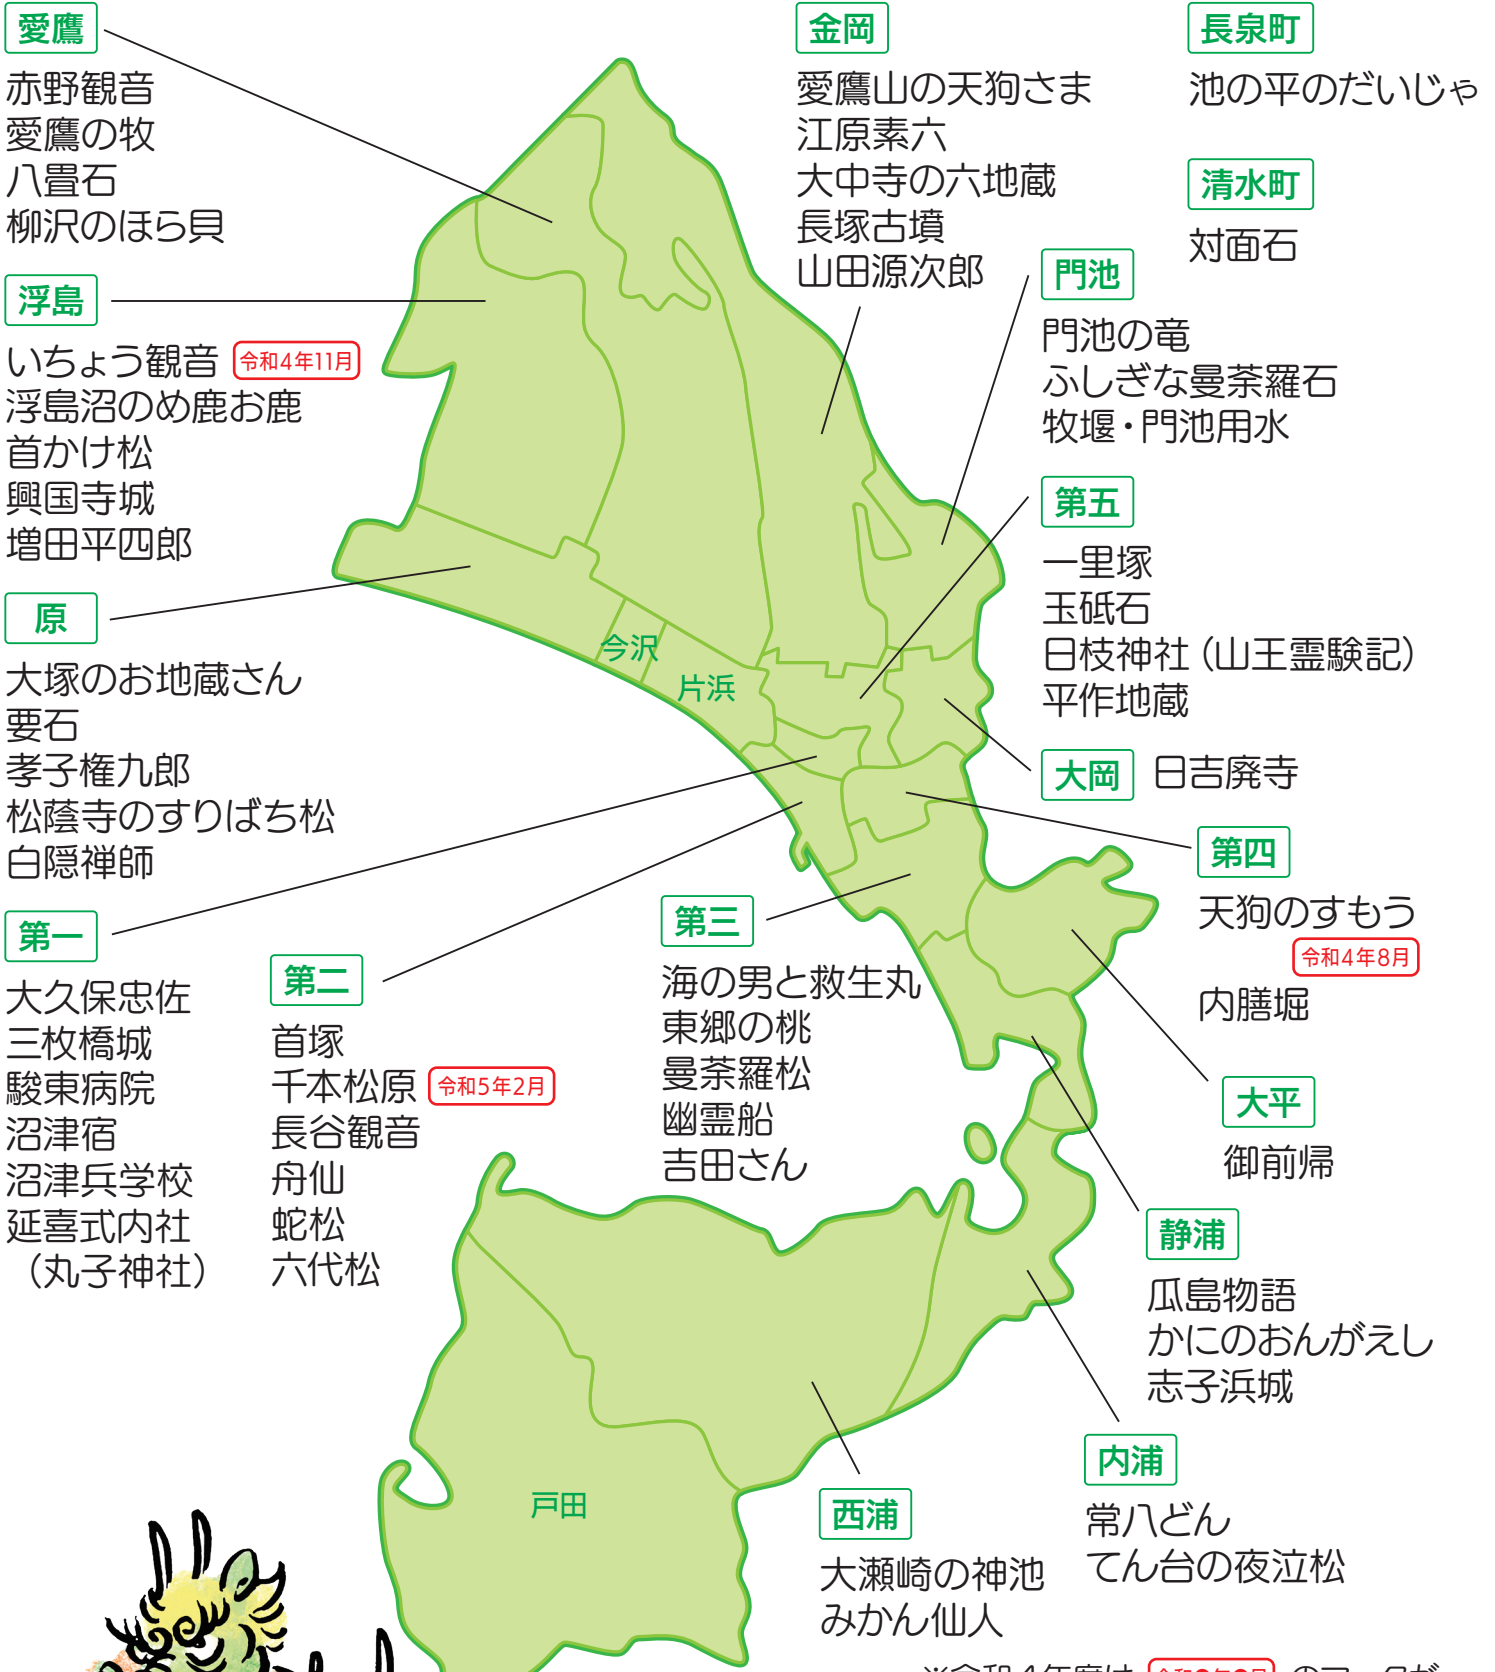 愛鷹
赤野観音
愛鷹の牧
八畳石
柳沢のほら貝
浮島
いちょう観音 令和4年11月
浮島沼のめ鹿お鹿
首かけ松
興国寺城
増田平四郎
原
大塚のお地蔵さん
要石
孝子権九郎
松蔭寺のすりばち松
白隠禅師
第一
大久保忠佐
三枚橋城
駿東病院
沼津宿
沼津兵学校
延喜式内社
（丸子神社）
第二
首塚
千本松原 令和5年2月
長谷観音
舟仙
蛇松
六代松
第三
海の男と救生丸
東郷の桃
曼荼羅松
幽霊船
吉田さん
金岡
愛鷹山の天狗さま
江原素六
大中寺の六地蔵
長塚古墳
山田源次郎
長泉町
池の平のだいじゃ
清水町
対面石
門池
門池の竜
ふしぎな曼荼羅石
牧堰・門池用水
第五
一里塚
玉砥石
日枝神社（山王霊験記）
平作地蔵
大岡 日吉廃寺
第四
天狗のすもう
令和4年8月
内膳堀
大平
御前帰
静浦
瓜島物語
かにのおんがえし
志子浜城
内浦
常八どん
てん台の夜泣松
西浦
大瀬崎の神池
みかん仙人
今沢
片浜
戸田